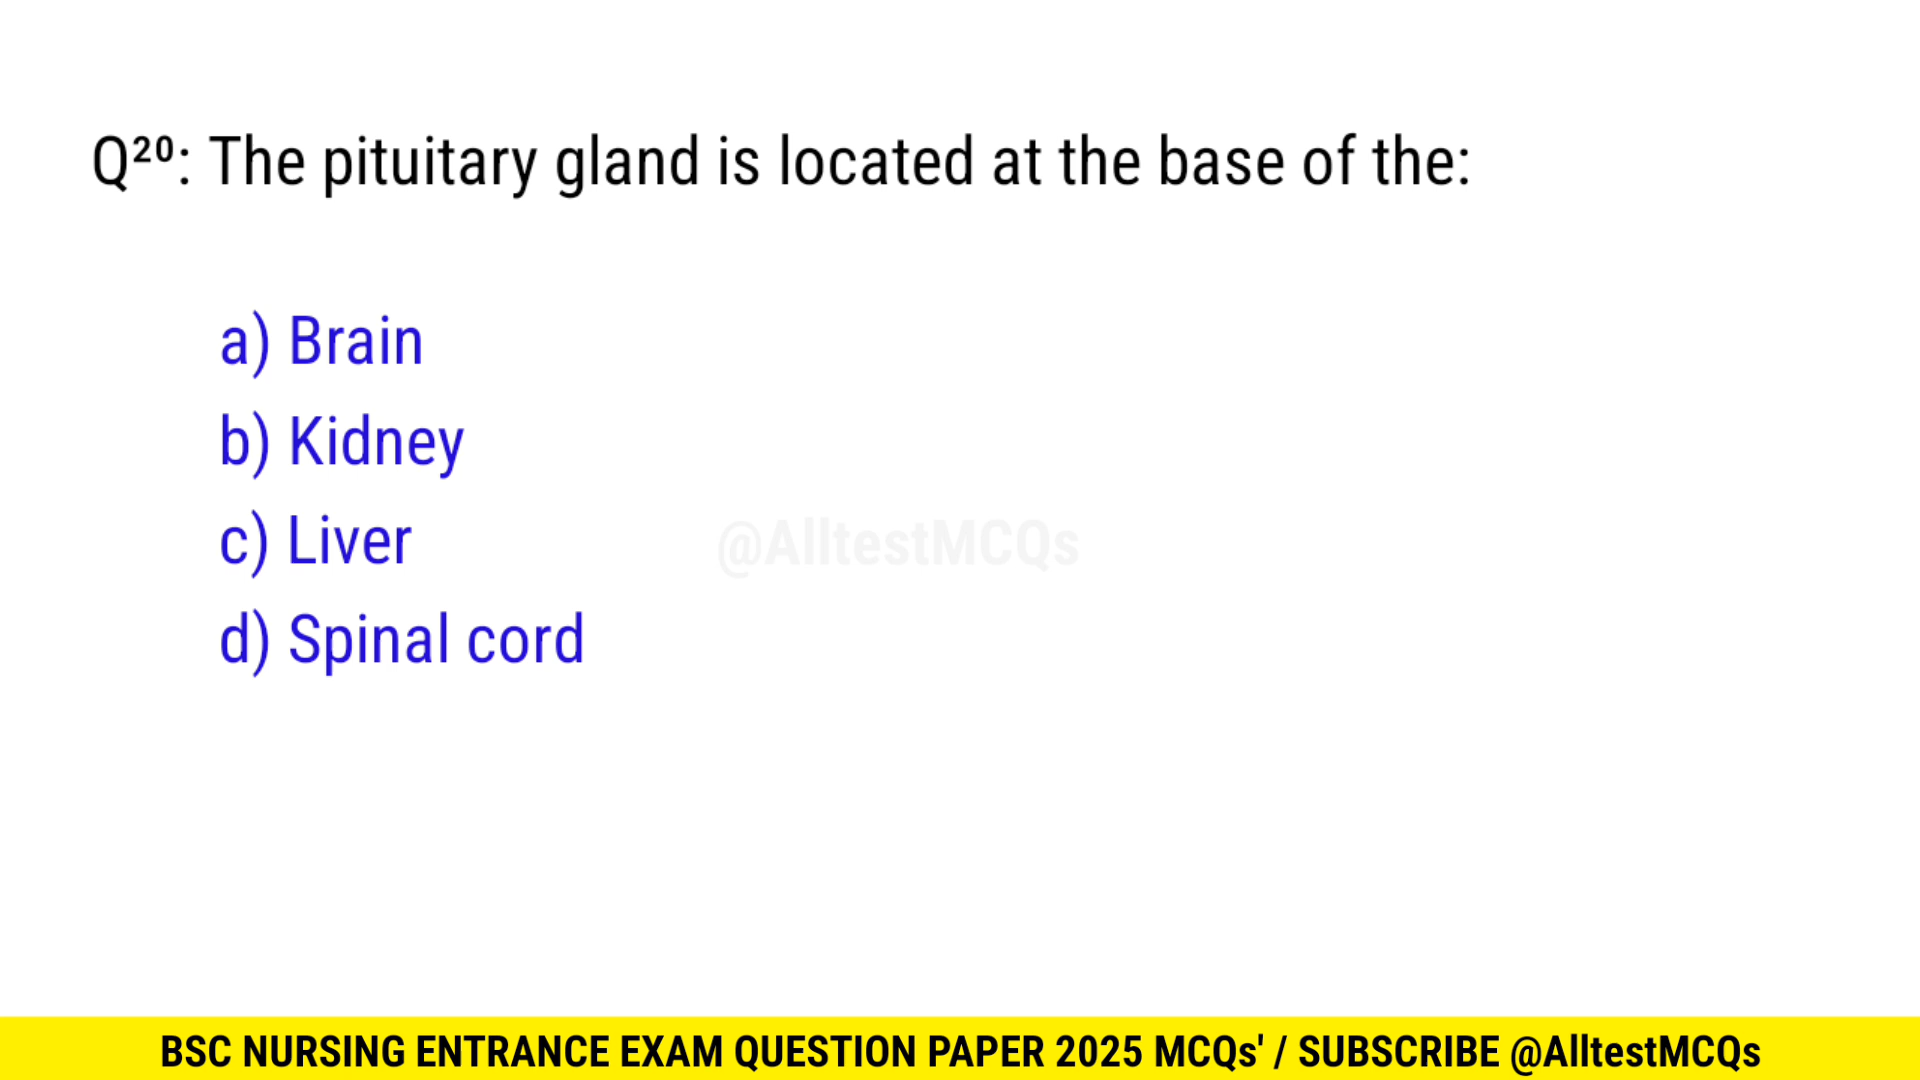 Q²⁰: The pituitary gland is located at the base of the:
a) Brain
b) Kidney
c) Liver
@AlltestMCQs
d) Spinal cord
BSC NURSING ENTRANCE EXAM QUESTION PAPER 2025 MCQs' / SUBSCRIBE @AlltestMCQs